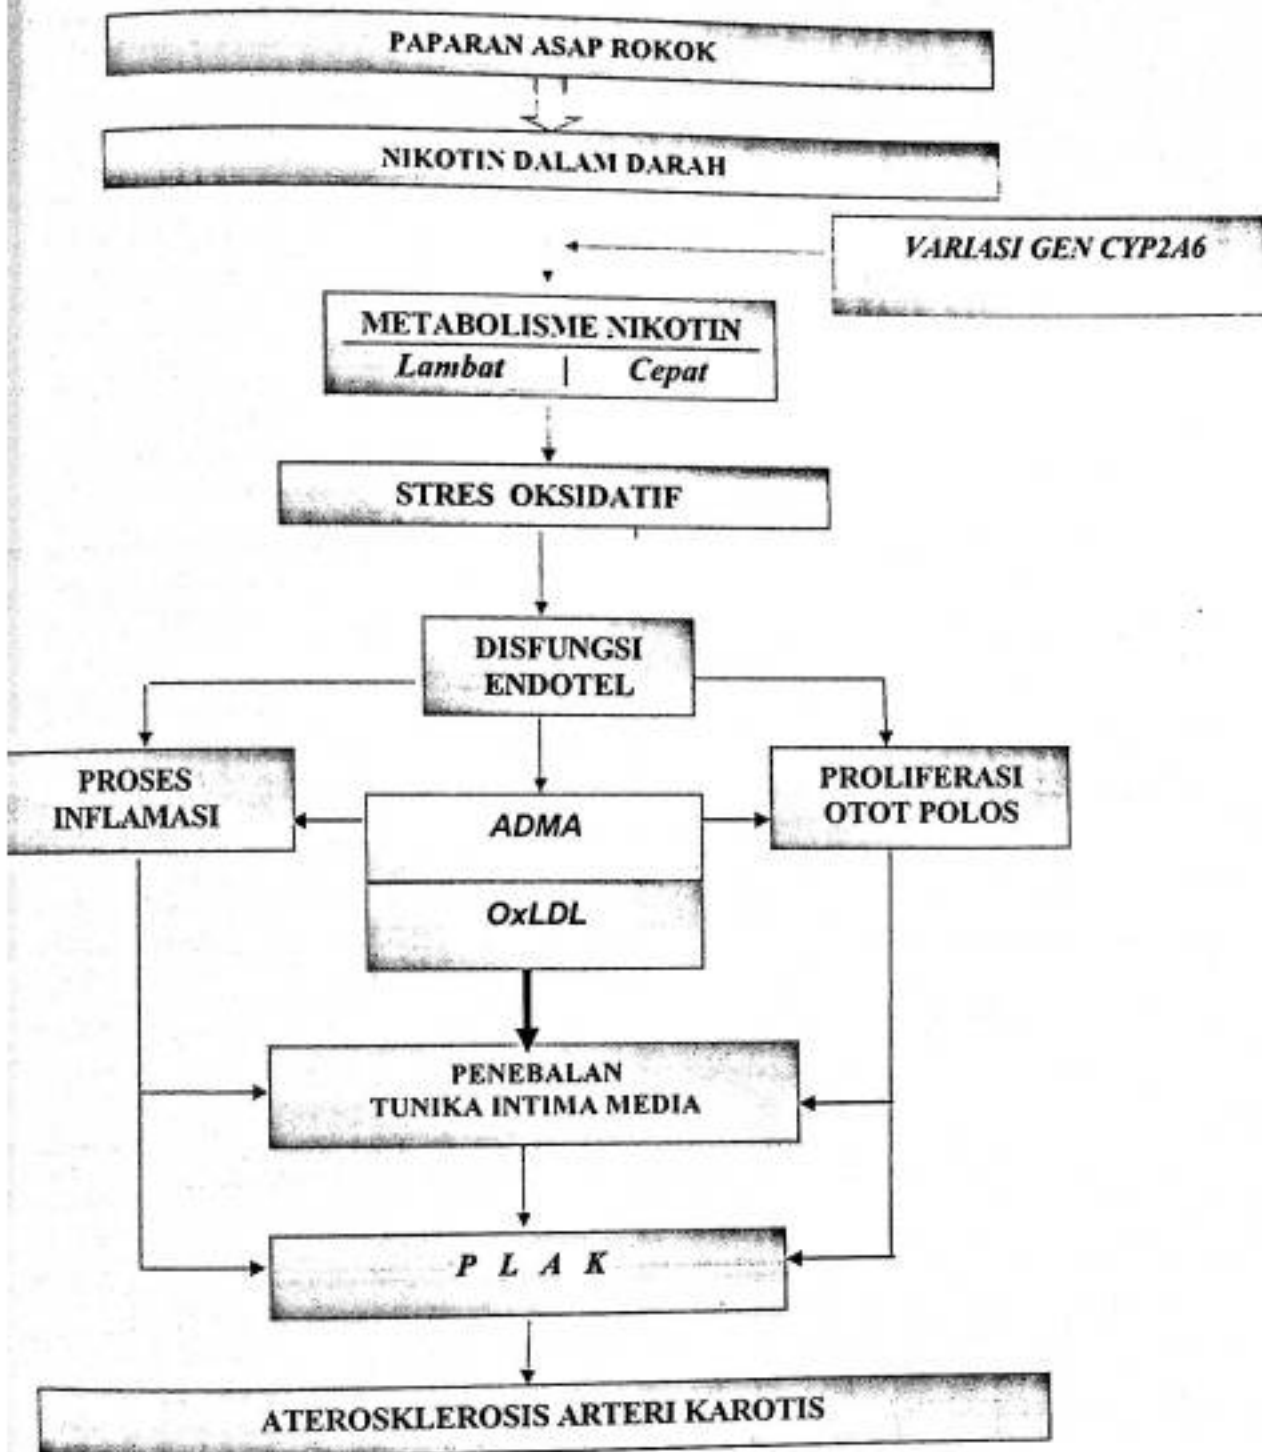 PAPARAN ASAP ROKOK
NIKOTIN DALAM DARAH
VARIASI GEN CYP2A6
METABOLISME NIKOTIN
Lambat | Cepat
STRES OKSIDATIF
DISFUNGSI
ENDOTEL
PROSES
INFLAMASI
ADMA
OxLDL
PROLIFERASI
OTOT POLOS
PENEBALAN
TUNIKA INTIMA MEDIA
P L A K
ATEROSKLEROSIS ARTERI KAROTIS